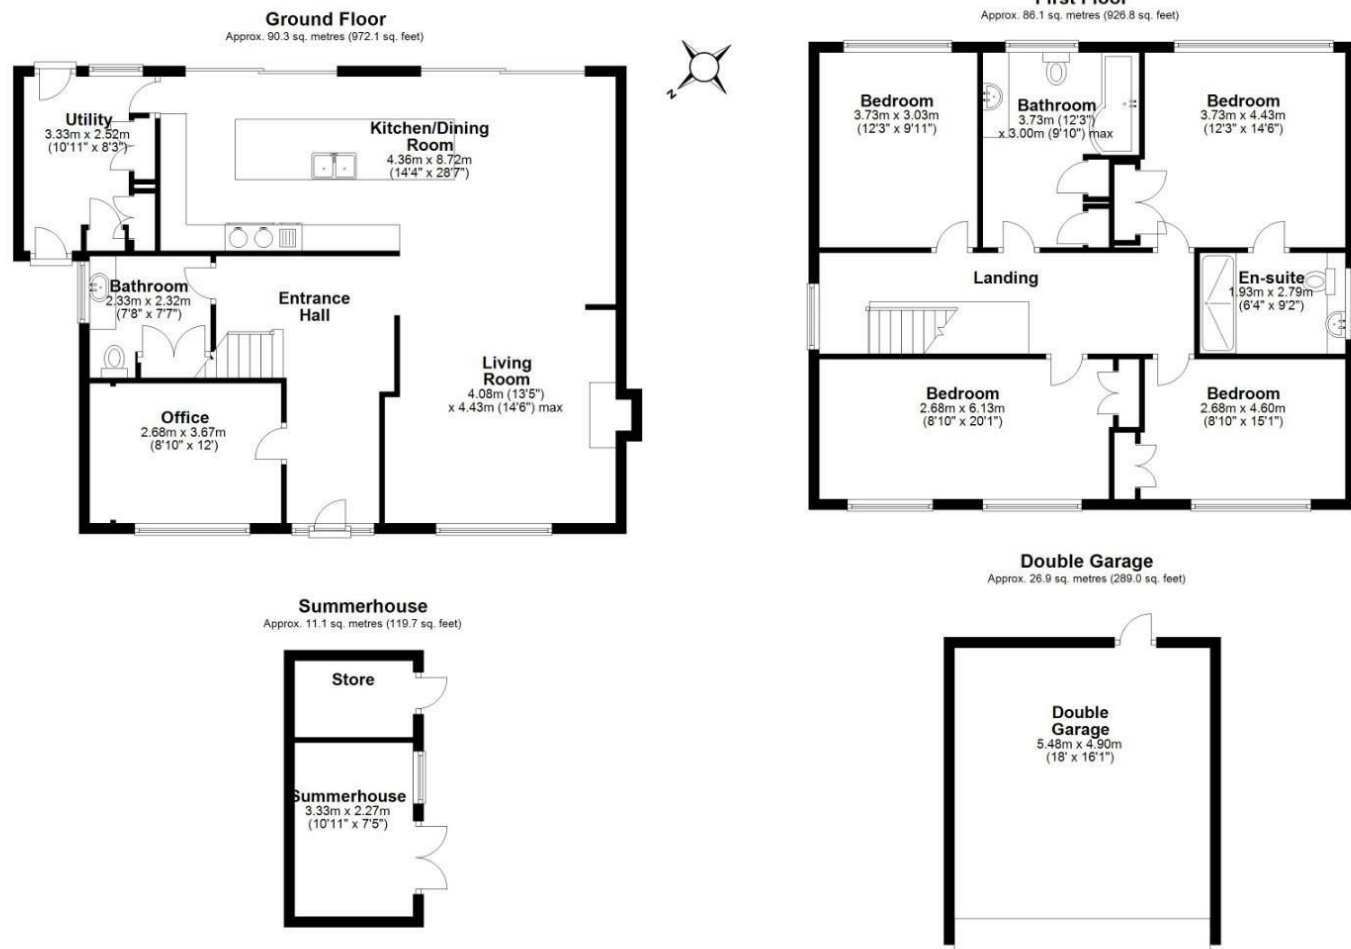 Ground Floor
Approx. 90.3 sq. metres (972.1 sq. feet)
Utility
3.33m x 2.52m
(10'11" x 8'3")
Kitchen/Dining
Room
4.36m x 8.72m
(14'4" x 28'7")
Bathroom
2.33m x 2.32m
(7'8" x 7'7")
Entrance
Hall
Living
Room
4.08m (13'5")
x 4.43m (14'6") max
Office
2.68m x 3.67m
(8'10" x 12')
z
First Floor
Approx. 86.1 sq. metres (926.8 sq. feet)
Bedroom
3.73m x 3.03m
(12'3" x 9'11")
Bathroom
3.73m (12'3")
x 3.00m (9'10") max
Bedroom
3.73m x 4.43m
(12'3" x 14'6")
Landing
En-suite
1.93m x 2.79m
(6'4" x 9'2")
Bedroom
2.68m x 6.13m
(8'10" x 20'1")
Bedroom
2.68m x 4.60m
(8'10" x 15'1")
Summerhouse
Approx. 11.1 sq. metres (119.7 sq. feet)
Store
Summerhouse
3.33m x 2.27m
(10'11" x 7'5")
Double Garage
Approx. 26.9 sq. metres (289.0 sq. feet)
Double
Garage
5.48m x 4.90m
(18' x 16'1")